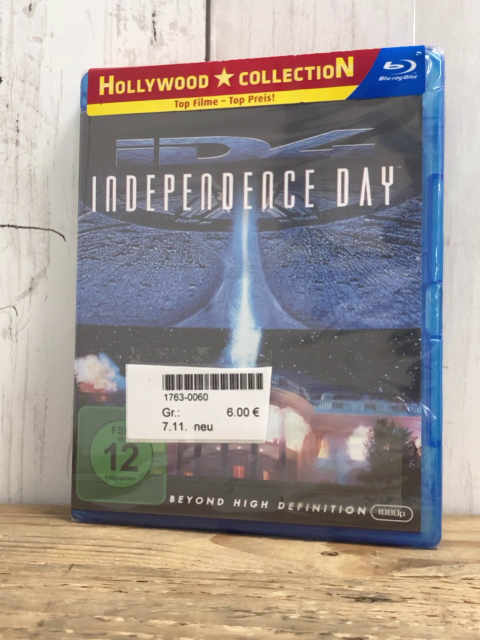 HOLLYWOOD ★ COLLECTION
Top Filme – Top Preis!
Blu-ray Disc
ID4
INDEPENDENCE DAY
1763-0060
Gr.: 6.00 €
7.11. neu
FSK
12
BEYOND HIGH DEFINITION 1080p